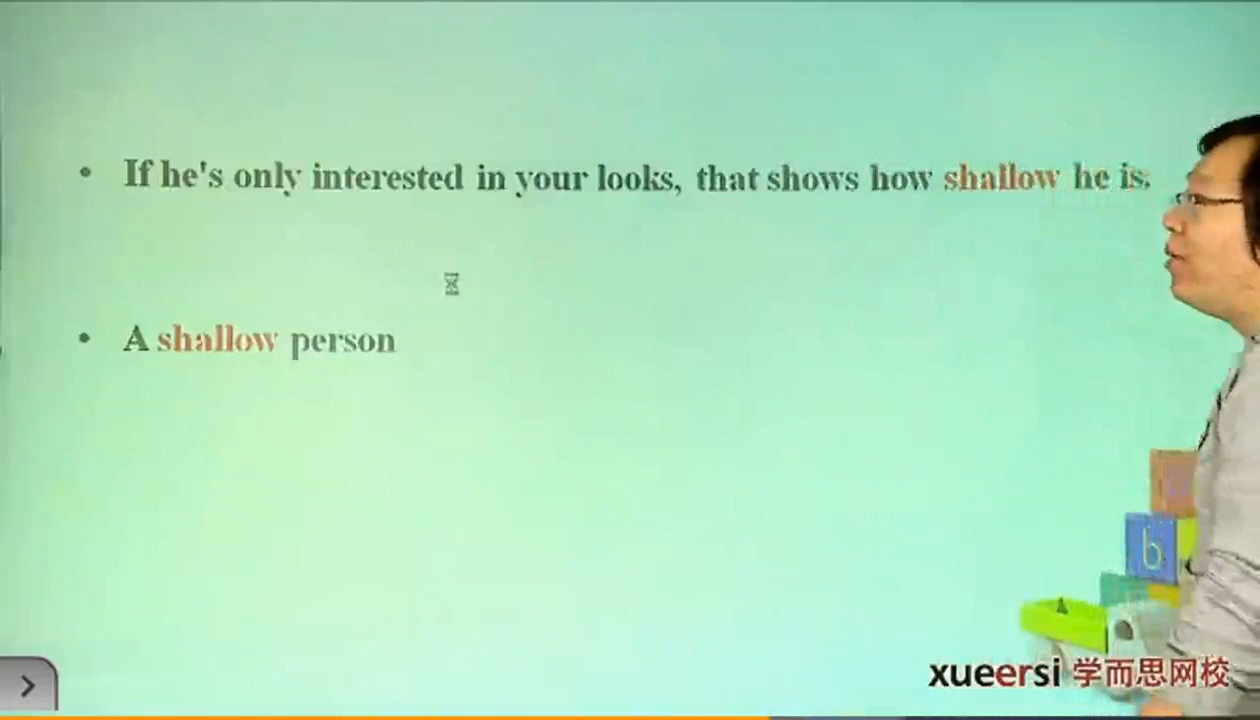 • If he's only interested in your looks, that shows how shallow he is.
• A shallow person
b
xueersi 学而思网校